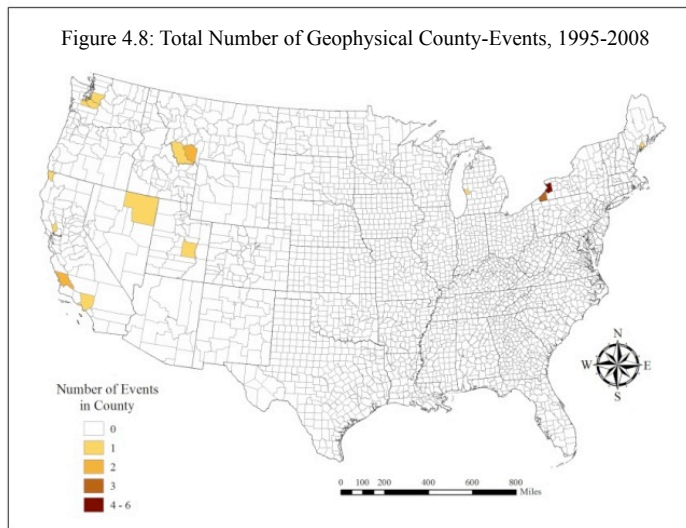 Figure 4.8: Total Number of Geophysical County-Events, 1995-2008
N
W E
S
Number of Events
in County
0
1
2
3
4 - 6
0 50 100 200 400 600 800
Miles